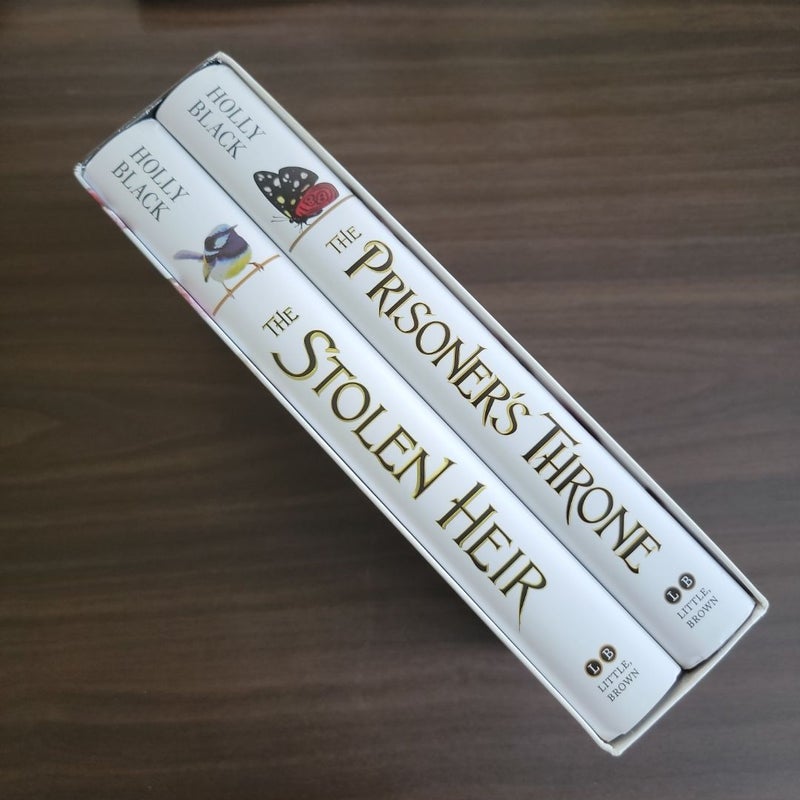 HOLLY
BLACK
THE
STOLEN HEIR
L B
LITTLE,
BROWN
HOLLY
BLACK
THE
PRISONER'S THRONE
L B
LITTLE,
BROWN